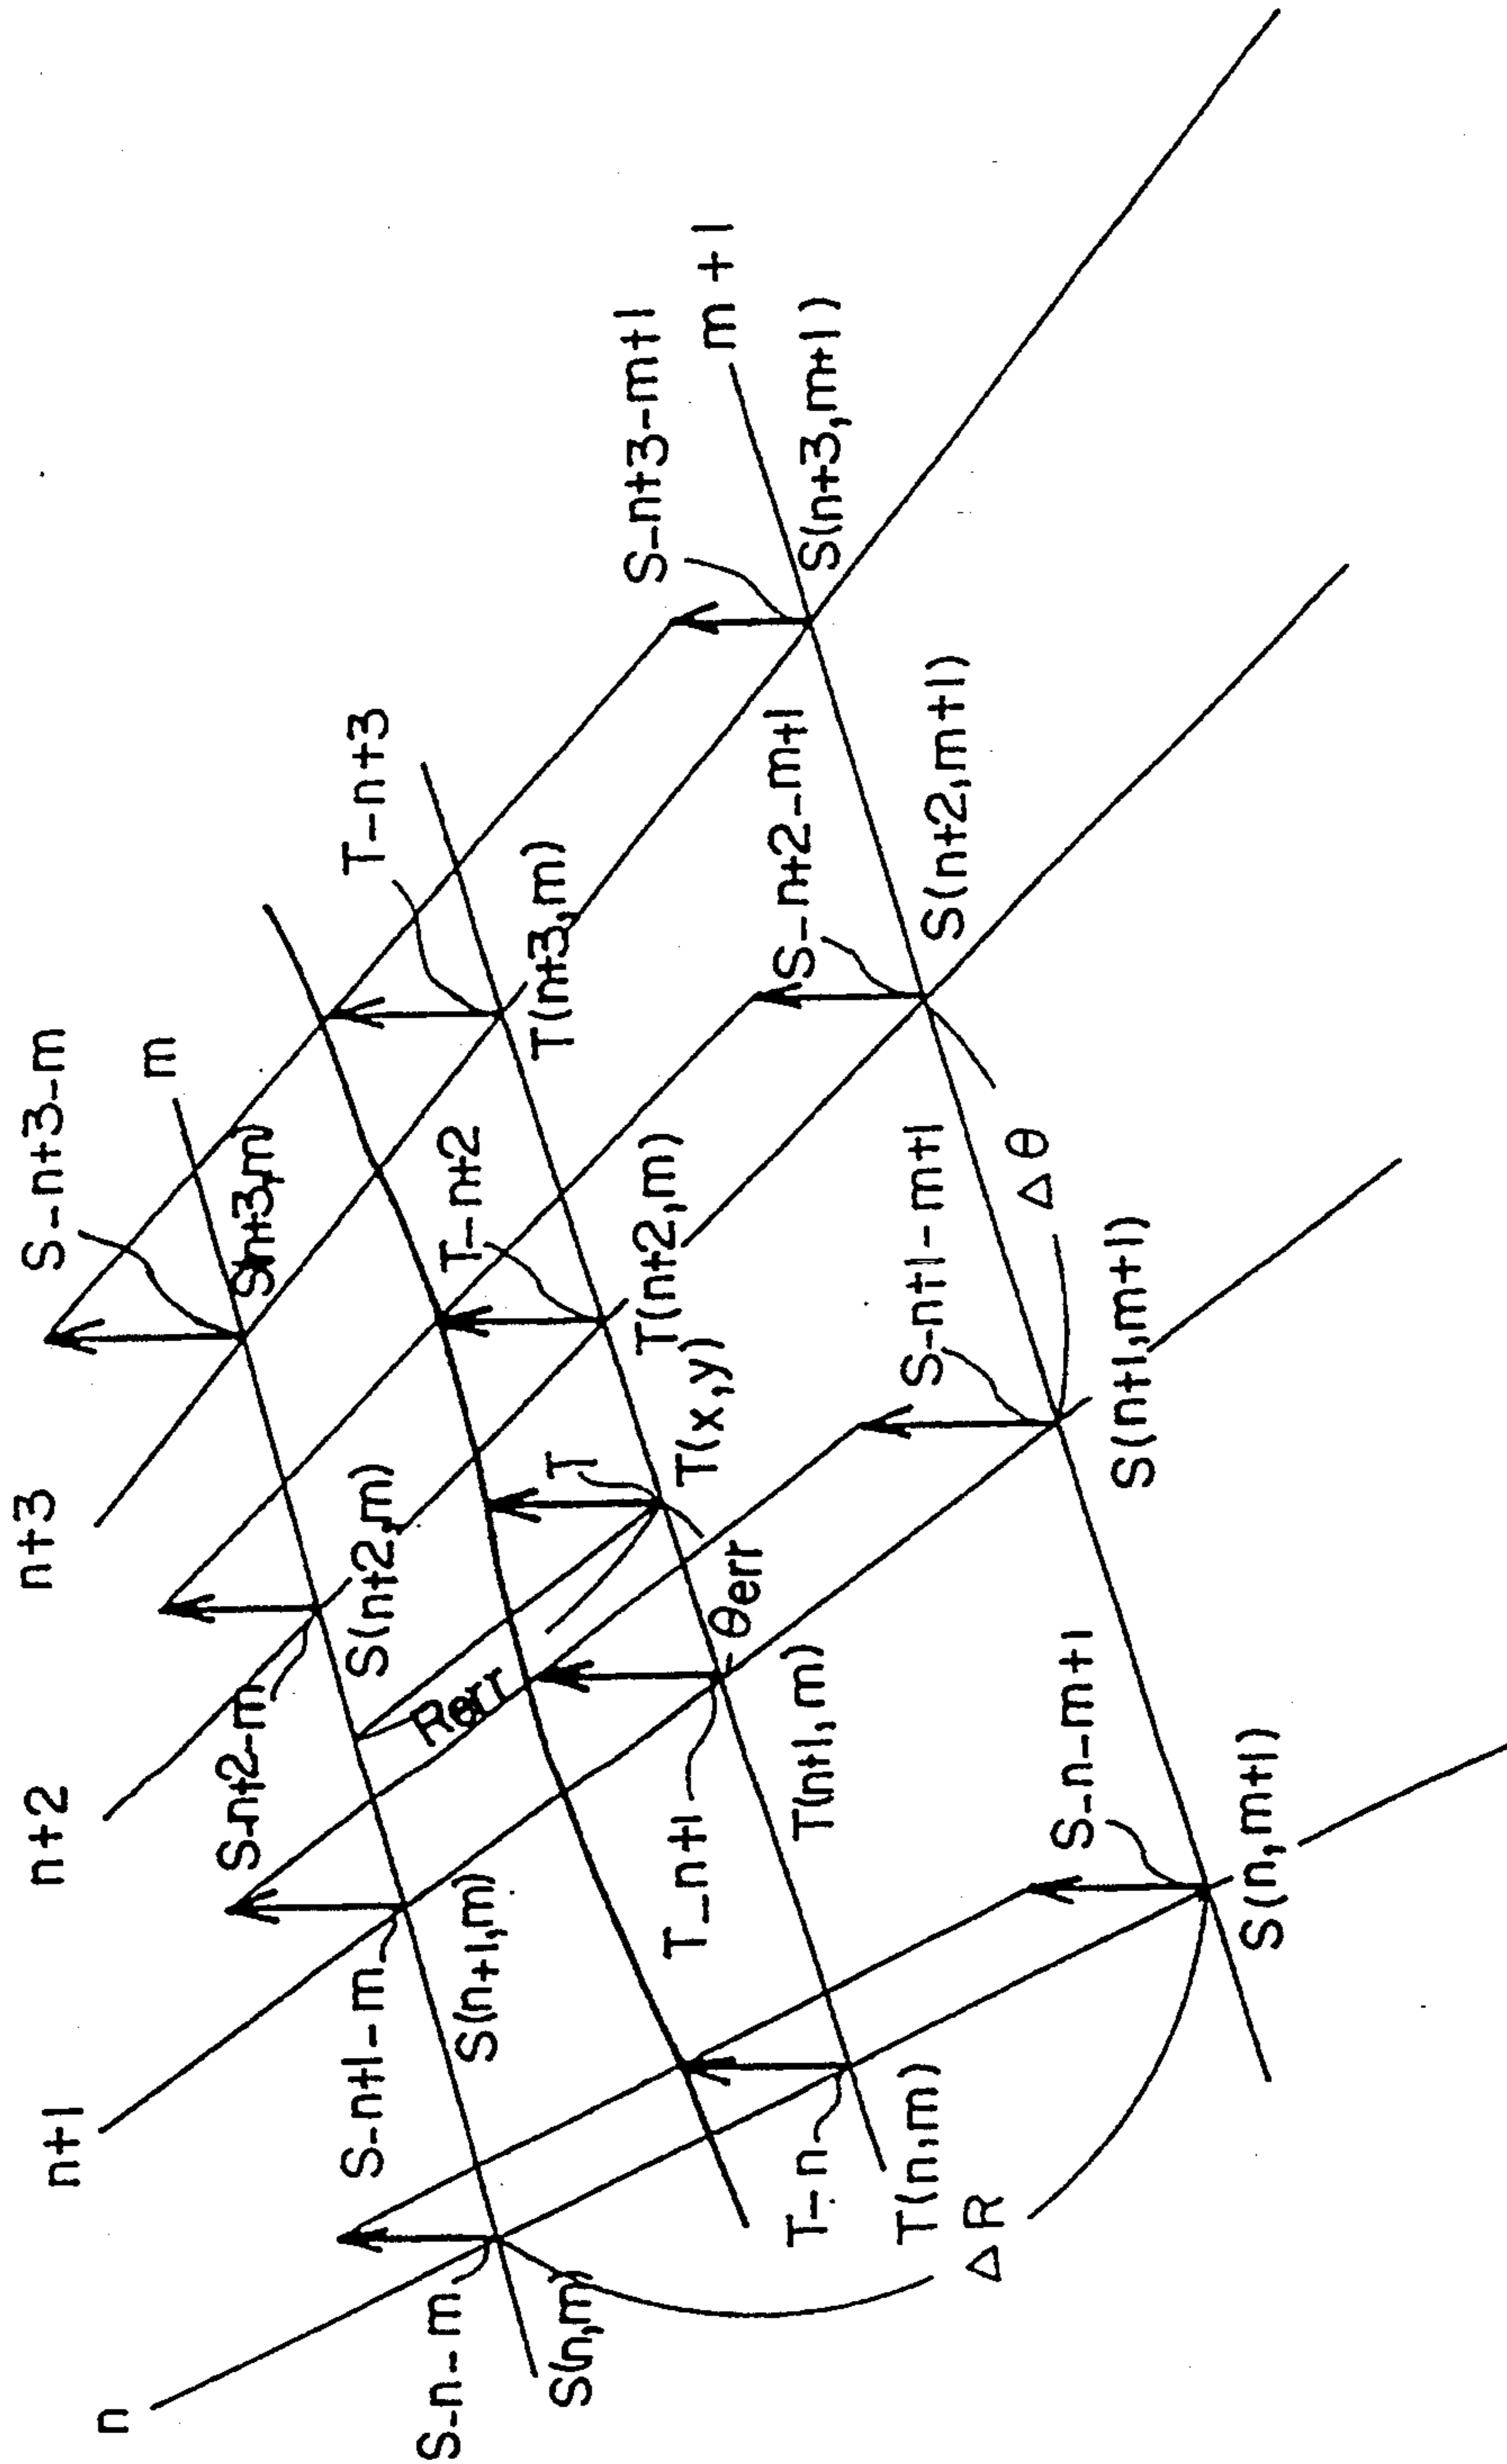 n
n+1
n+2
n+3
S-n+3-m
m
S-n-m
S(n,m)
S-n+1-m
S(n+1,m)
S-n+2-m
S(n+2,m)
S(n+3,m)
Rerr
T-n
T(n,m)
T_n+1
T(n+1,m)
θerr
T
T(x,y)
T-n+2
T(n+2,m)
T-n+3
T(n+3,m)
ΔR
S-n-m+1
S(n,m+1)
S-n+1-m+1
S(n+1,m+1)
Δθ
S-n+2-m+1
S(n+2,m+1)
S-n+3-m+1
S(n+3,m+1)
m+1